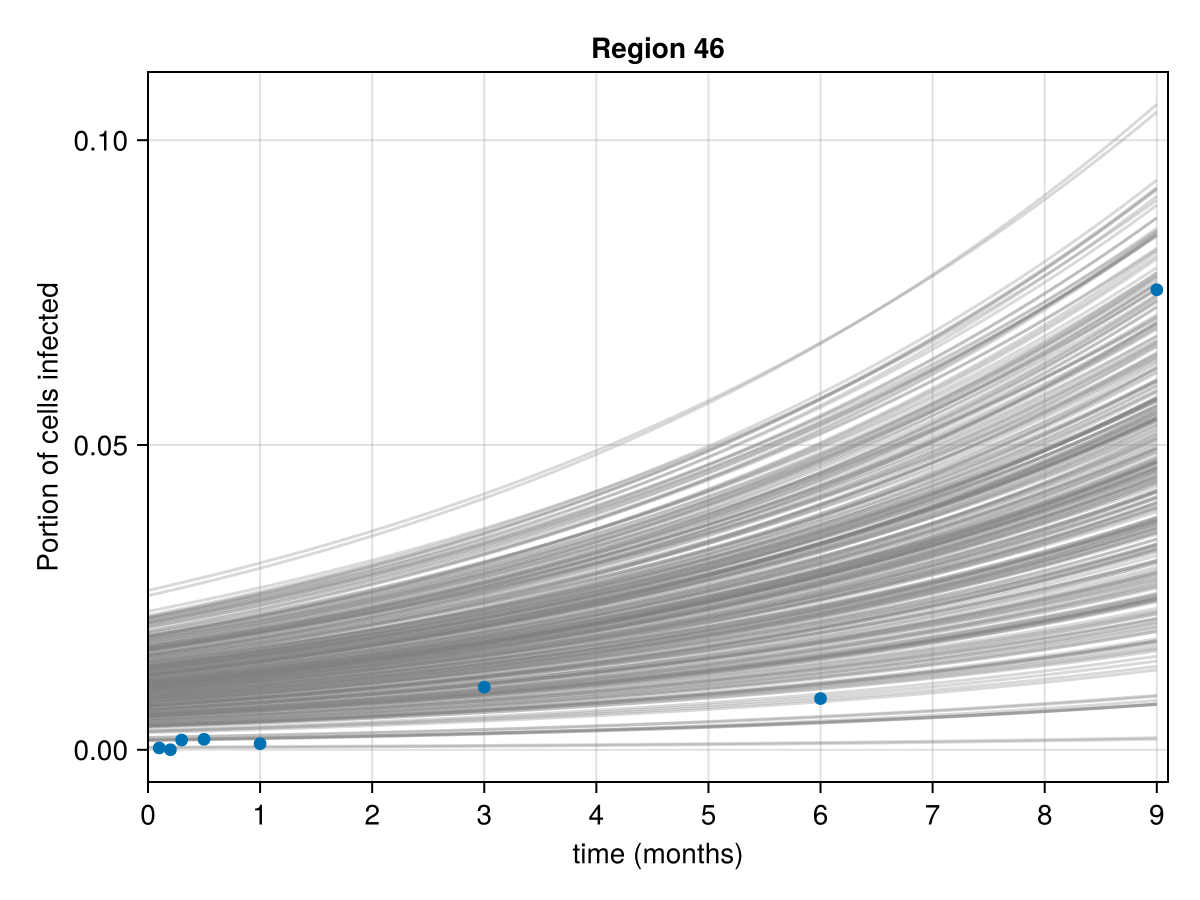 Region 46
0.10
0.05
0.00
Portion of cells infected
0 1 2 3 4 5 6 7 8 9
time (months)